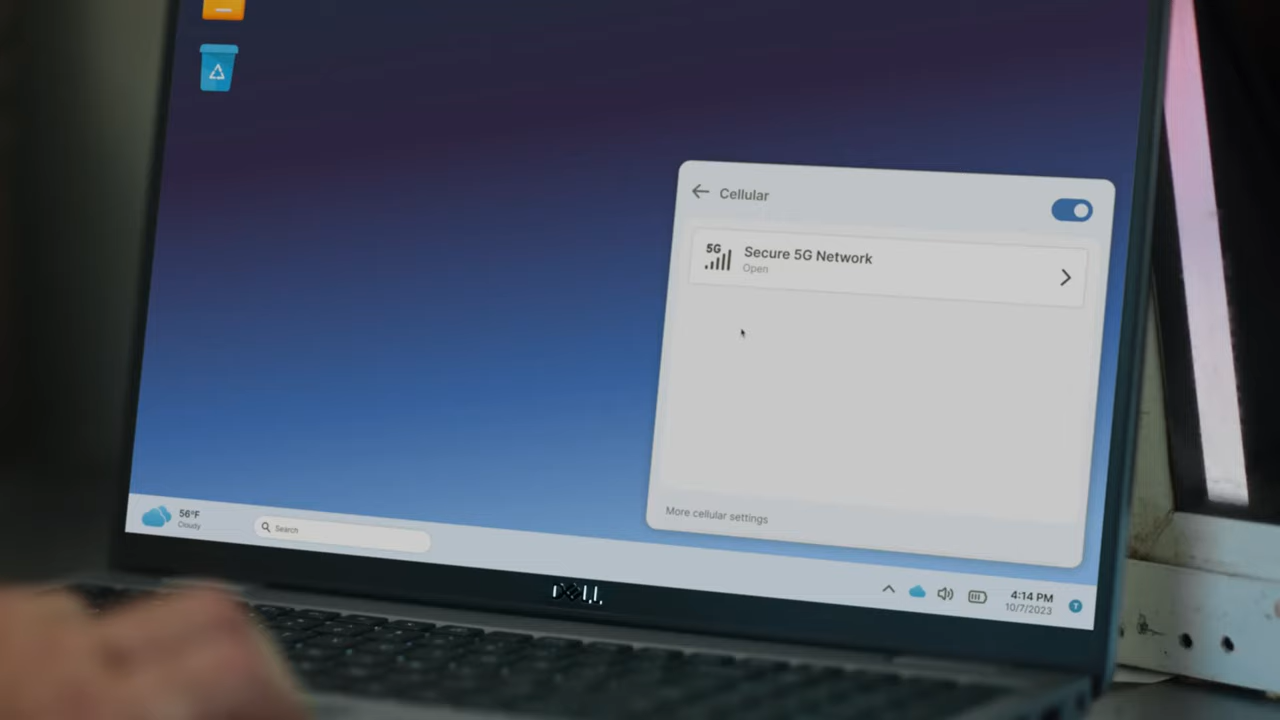 Cellular
5G
Secure 5G Network
Open
More cellular settings
56°F
Cloudy
Search
4:14 PM
10/7/2023
T
DELL